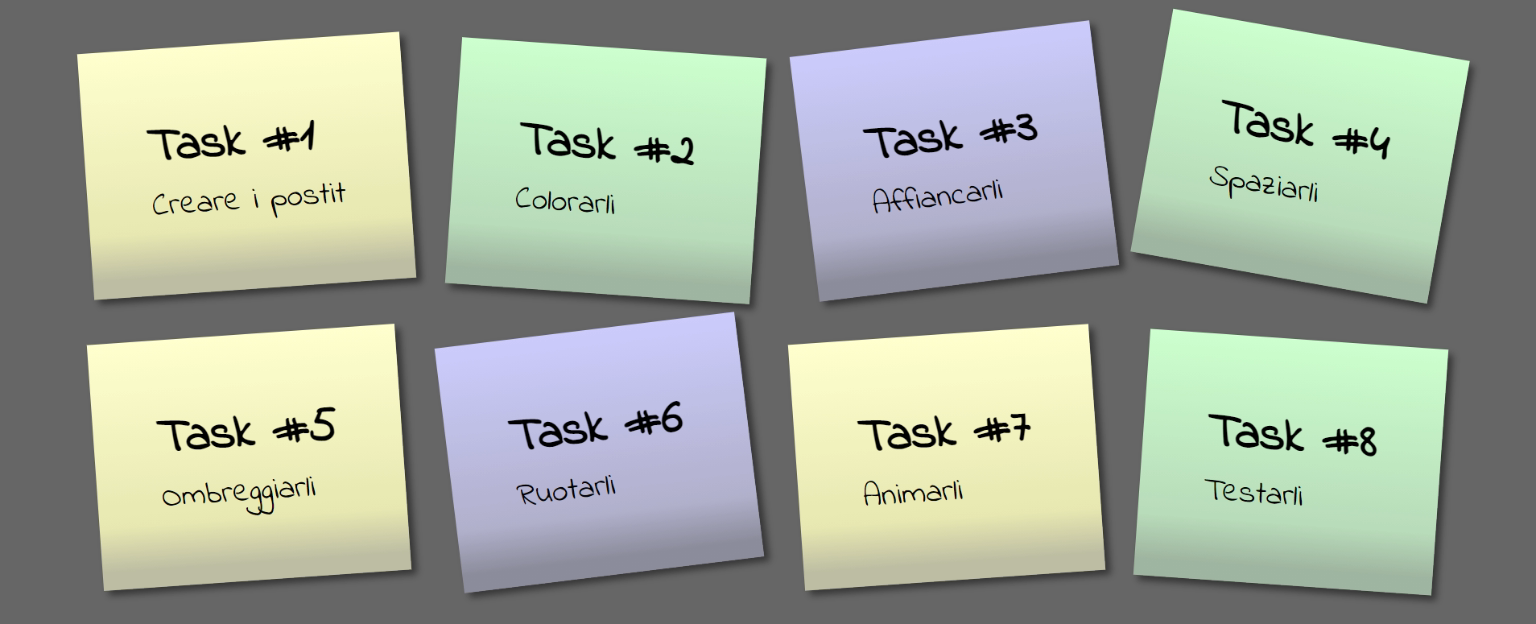 Task #1
Creare i postit
Task #2
Colorarli
Task #3
Affiancarli
Task #4
Spaziarli
Task #5
Ombreggiarli
Task #6
Ruotarli
Task #7
Animarli
Task #8
Testarli